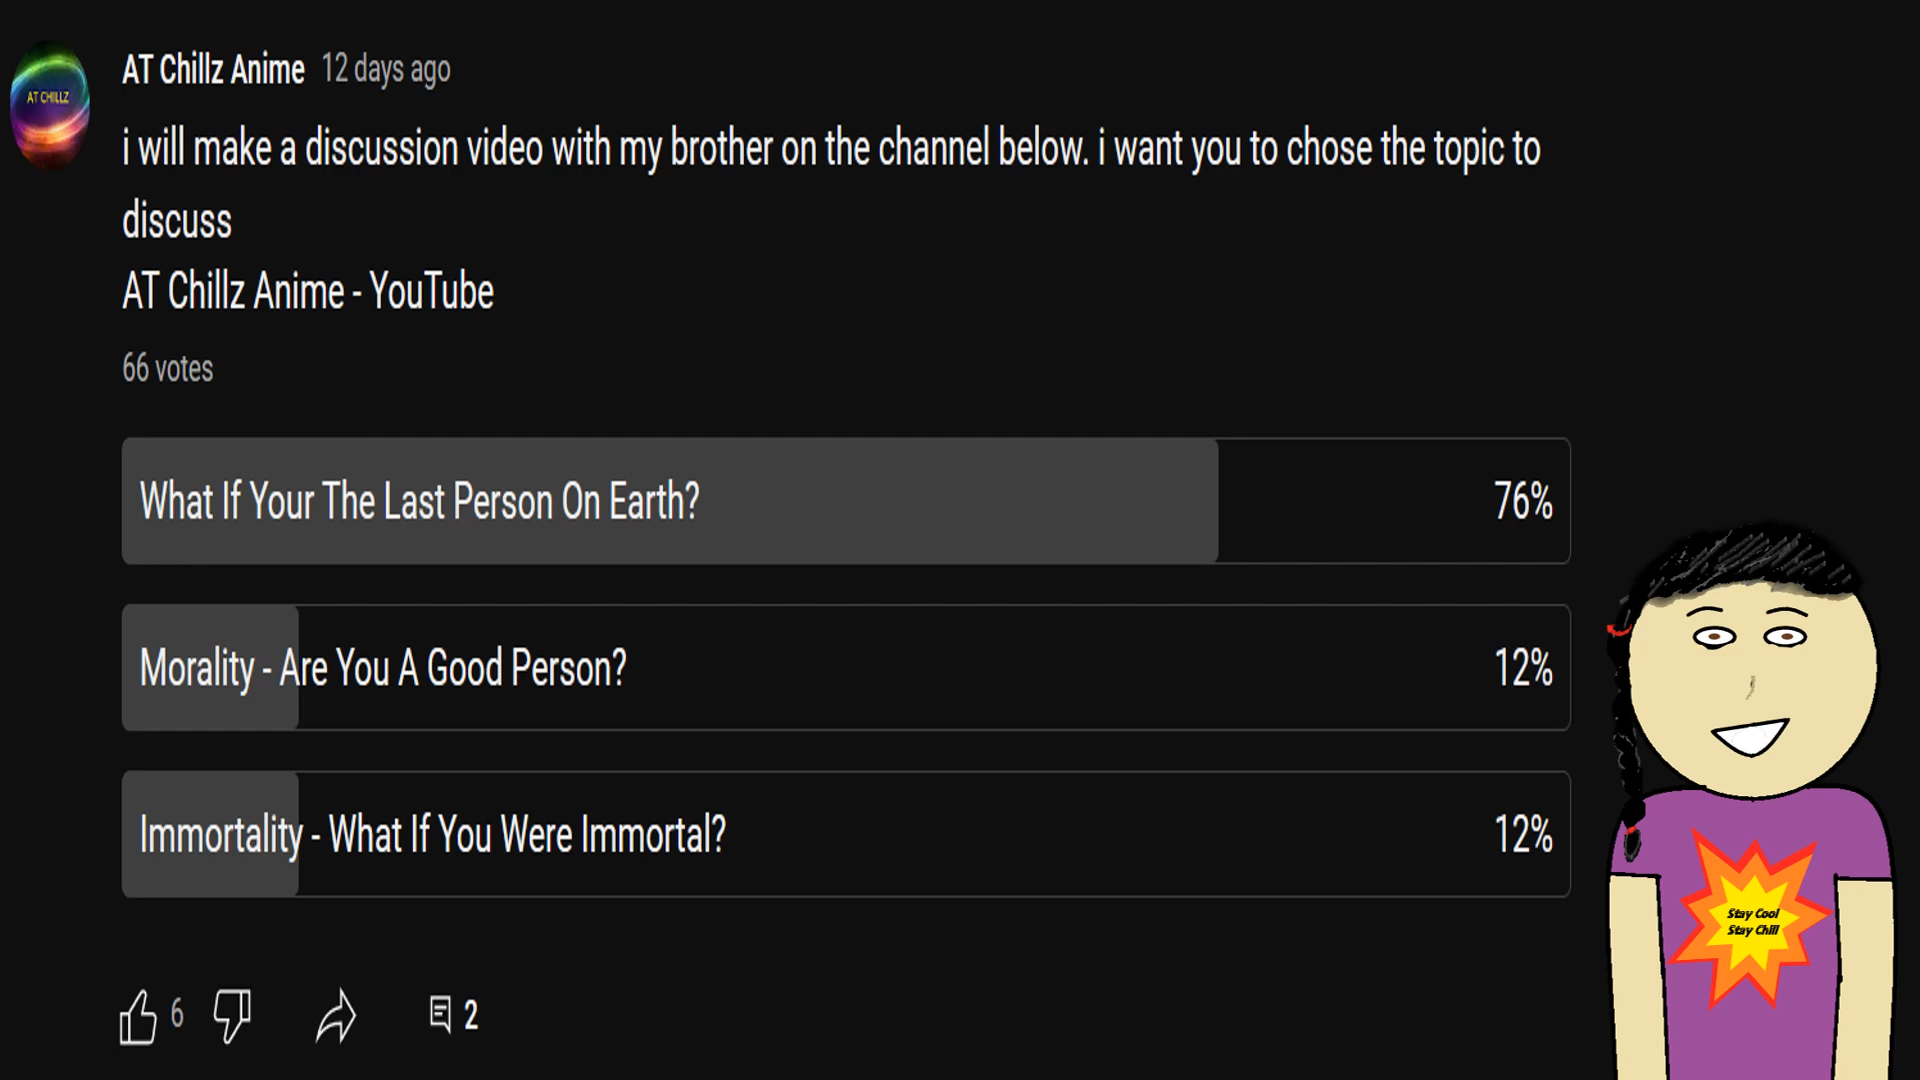 AT CHILLZ
AT Chillz Anime 12 days ago
i will make a discussion video with my brother on the channel below. i want you to chose the topic to
discuss
AT Chillz Anime - YouTube
66 votes
What If Your The Last Person On Earth? 76%
Morality - Are You A Good Person? 12%
Immortality - What If You Were Immortal? 12%
6 2
Stay Cool
Stay Chill